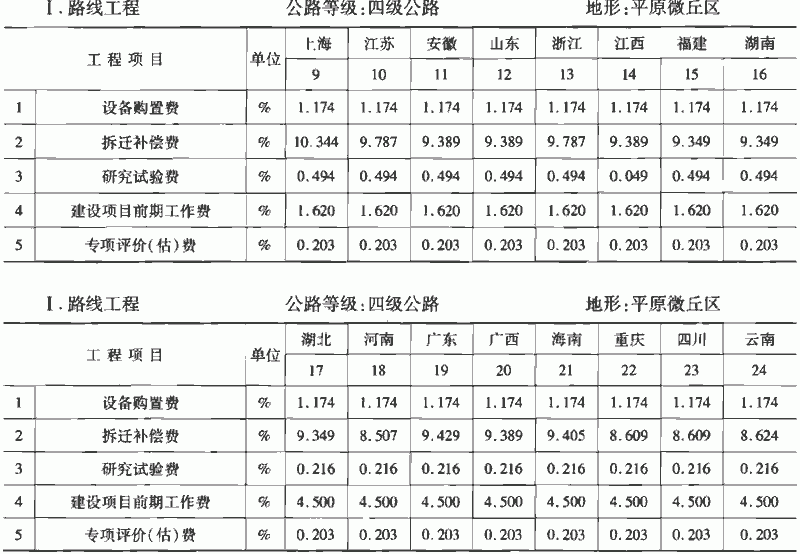 Ⅰ.路线工程 公路等级:四级公路 地形:平原微丘区
工程项目 单位 上海 江苏 安徽 山东 浙江 江西 福建 湖南
9 10 11 12 13 14 15 16
1 设备购置费 % 1.174 1.174 1.174 1.174 1.174 1.174 1.174 1.174
2 拆迁补偿费 % 10.344 9.787 9.389 9.389 9.787 9.389 9.349 9.349
3 研究试验费 % 0.494 0.494 0.494 0.494 0.494 0.049 0.494 0.494
4 建设项目前期工作费 % 1.620 1.620 1.620 1.620 1.620 1.620 1.620 1.620
5 专项评价(估)费 % 0.203 0.203 0.203 0.203 0.203 0.203 0.203 0.203
Ⅰ.路线工程 公路等级:四级公路 地形:平原微丘区
工程项目 单位 湖北 河南 广东 广西 海南 重庆 四川 云南
17 18 19 20 21 22 23 24
1 设备购置费 % 1.174 1.174 1.174 1.174 1.174 1.174 1.174 1.174
2 拆迁补偿费 % 9.349 8.507 9.429 9.389 9.405 8.609 8.609 8.624
3 研究试验费 % 0.216 0.216 0.216 0.216 0.216 0.216 0.216 0.216
4 建设项目前期工作费 % 4.500 4.500 4.500 4.500 4.500 4.500 4.500 4.500
5 专项评价(估)费 % 0.203 0.203 0.203 0.203 0.203 0.203 0.203 0.203